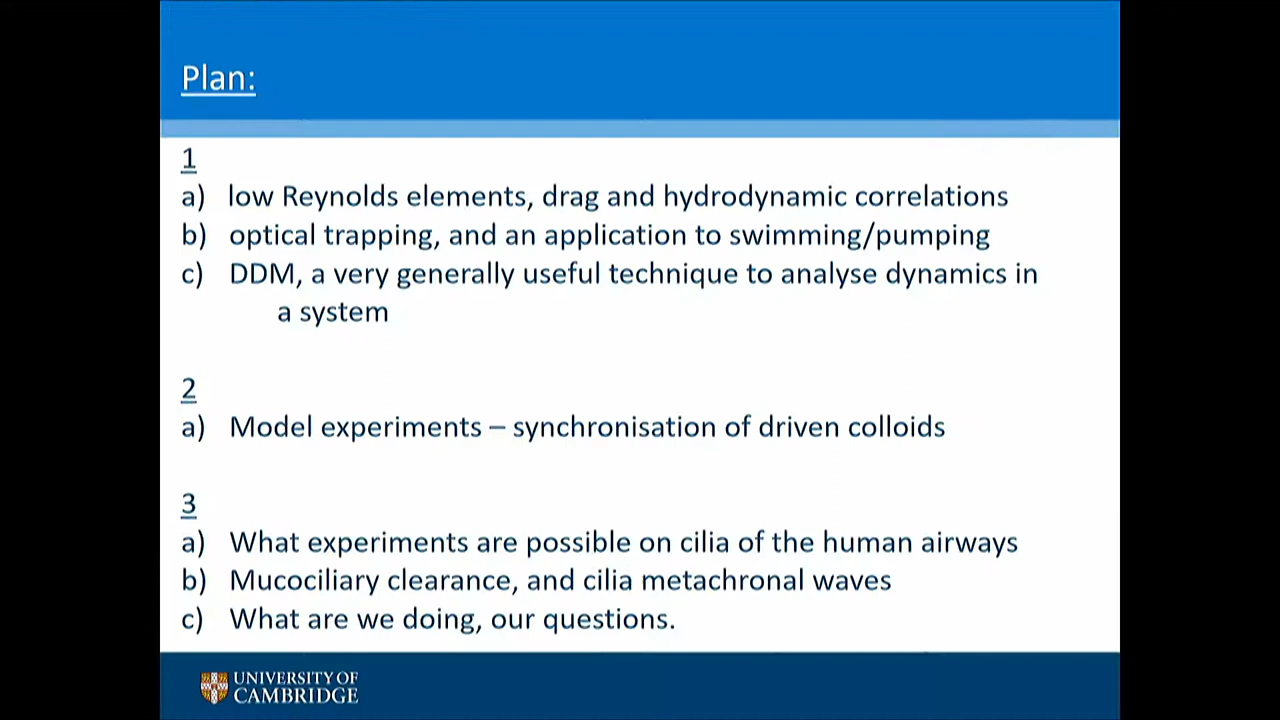 Plan:
1
a) low Reynolds elements, drag and hydrodynamic correlations
b) optical trapping, and an application to swimming/pumping
c) DDM, a very generally useful technique to analyse dynamics in
a system
2
a) Model experiments – synchronisation of driven colloids
3
a) What experiments are possible on cilia of the human airways
b) Mucociliary clearance, and cilia metachronal waves
c) What are we doing, our questions.
UNIVERSITY OF
CAMBRIDGE